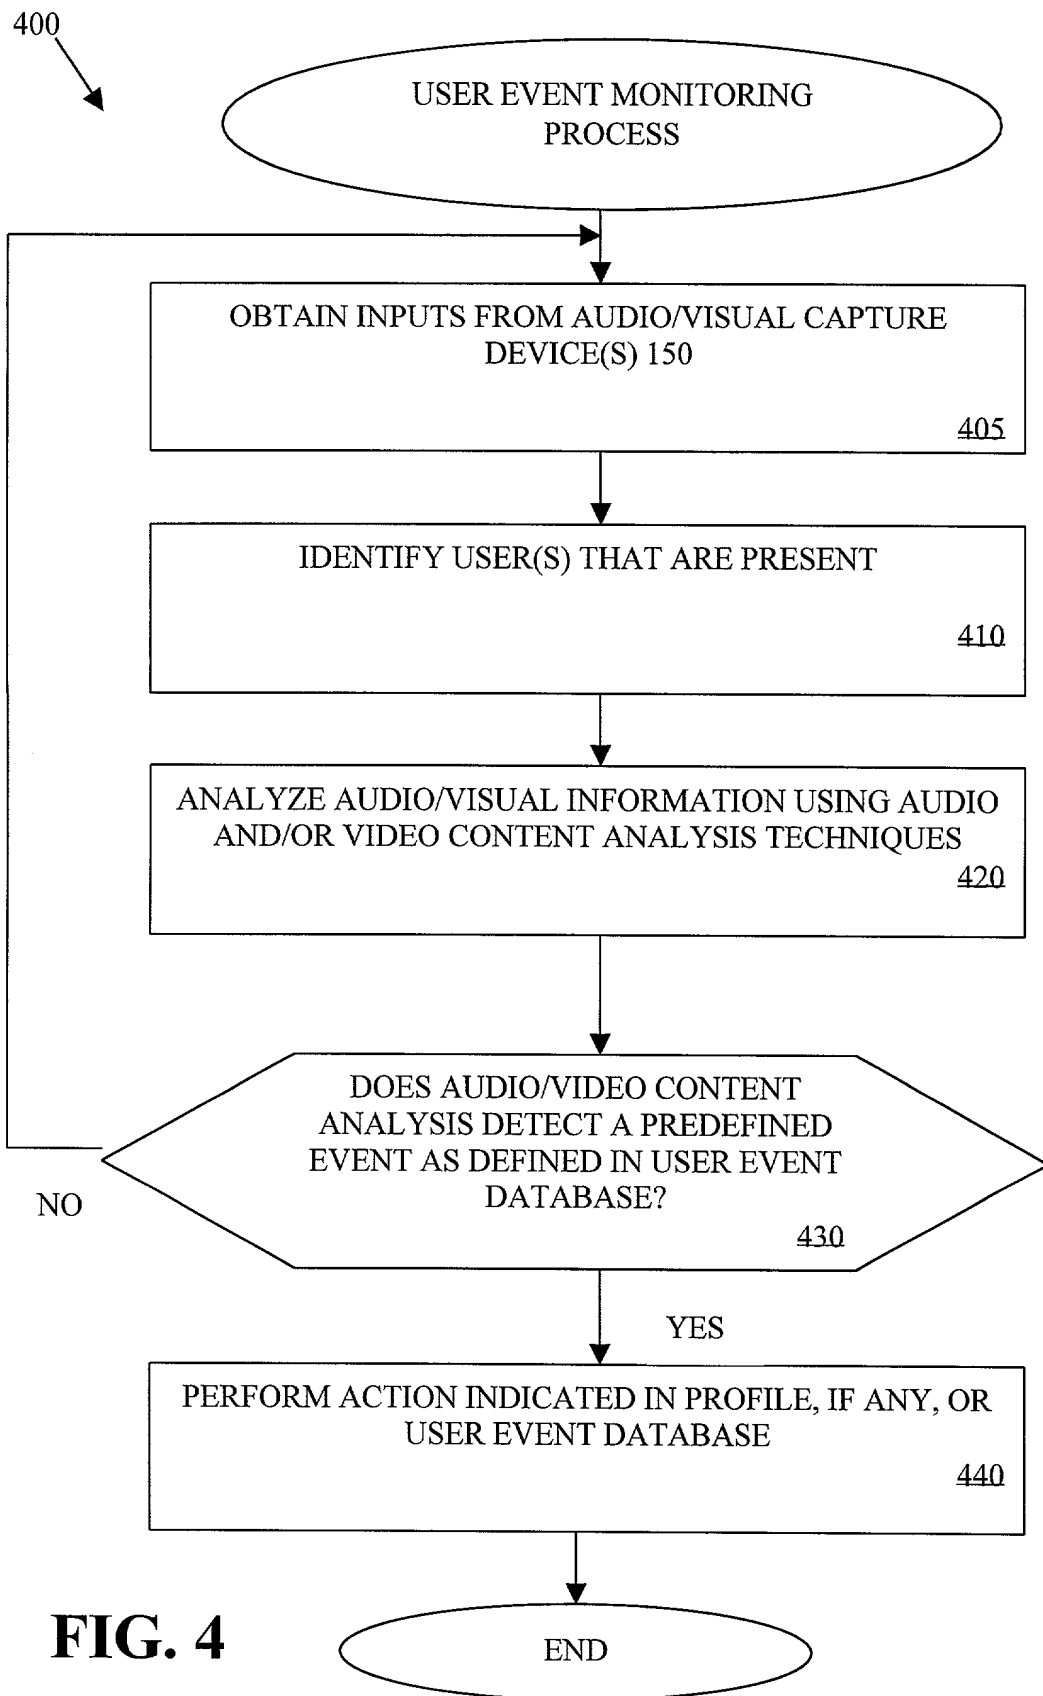 400
USER EVENT MONITORING
PROCESS
OBTAIN INPUTS FROM AUDIO/VISUAL CAPTURE
DEVICE(S) 150
405
IDENTIFY USER(S) THAT ARE PRESENT
410
ANALYZE AUDIO/VISUAL INFORMATION USING AUDIO
AND/OR VIDEO CONTENT ANALYSIS TECHNIQUES
420
DOES AUDIO/VIDEO CONTENT
ANALYSIS DETECT A PREDEFINED
EVENT AS DEFINED IN USER EVENT
DATABASE?
430
NO
YES
PERFORM ACTION INDICATED IN PROFILE, IF ANY, OR
USER EVENT DATABASE
440
END
FIG. 4